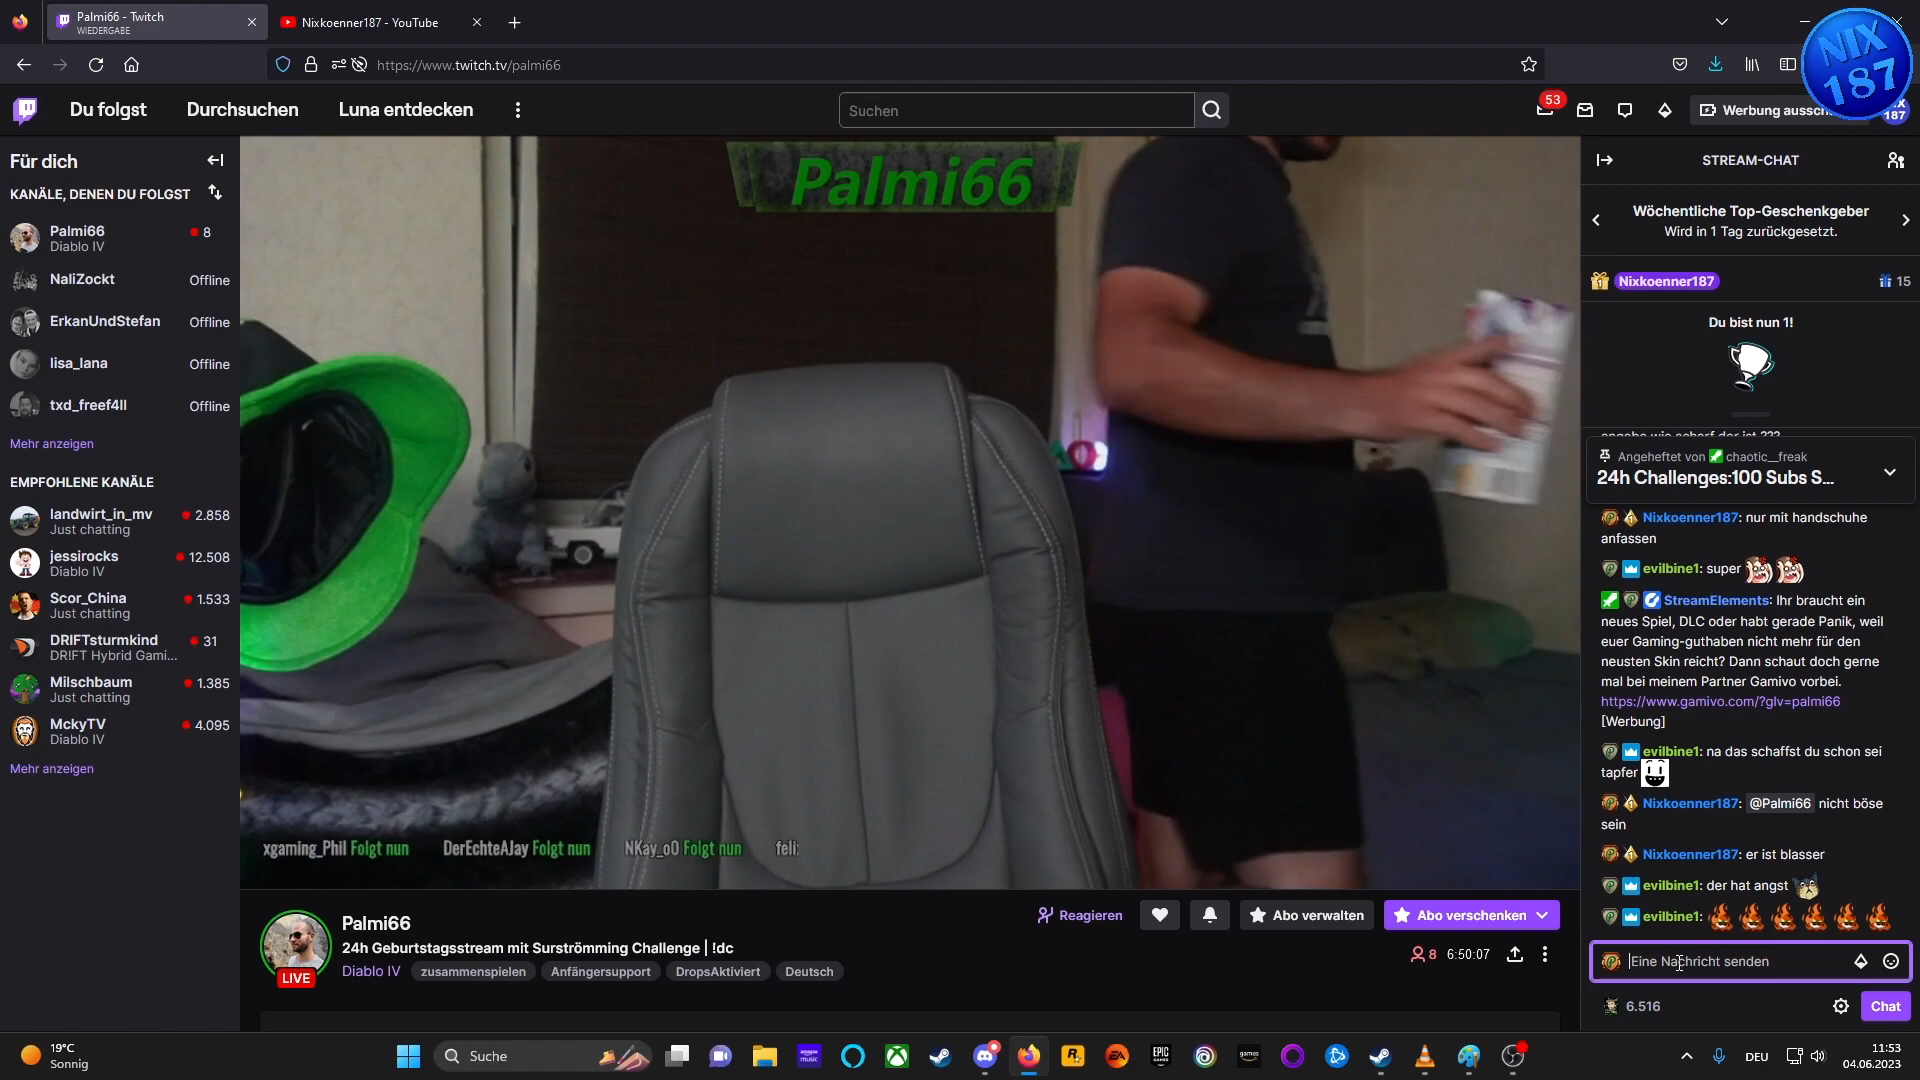 Palmi66 - Twitch
WIEDERGABE
Nixkoenner187 - YouTube
https://www.twitch.tv/palmi66
NIX
187
Du folgst
Durchsuchen
Luna entdecken
Suchen
53
Werbung aussch
187
Für dich
KANÄLE, DENEN DU FOLGST
Palmi66
8
Diablo IV
NaliZockt
Offline
ErkanUndStefan
Offline
lisa_lana
Offline
txd_freef4ll
Offline
Mehr anzeigen
EMPFOHLENE KANÄLE
landwirt_in_mv
2.858
Just chatting
jessirocks
12.508
Diablo IV
Scor_China
1.533
Just chatting
DRIFTsturmkind
31
DR!FT Hybrid Gami...
Milschbaum
1.385
Just chatting
MckyTV
4.095
Diablo IV
Mehr anzeigen
Palmi66
xgaming_Phil Folgt nun
DerEchteAJay Folgt nun
NKay_o0 Folgt nun
Palmi66
24h Geburtstagsstream mit Surströmming Challenge | !dc
Diablo IV
zusammenspielen
Anfängersupport
DropsAktiviert
Deutsch
LIVE
Reagieren
Abo verwalten
Abo verschenken
8
6:50:07
STREAM-CHAT
Wöchentliche Top-Geschenkgeber
Wird in 1 Tag zurückgesetzt.
Nixkoenner187
15
Du bist nun 1!
angabe wie scharf der ist ???
Angeheftet von chaotic__freak
24h Challenges:100 Subs S...
Nixkoenner187: nur mit handschuhe
anfassen
evilbine1: super
StreamElements: Ihr braucht ein
neues Spiel, DLC oder habt gerade Panik, weil
euer Gaming-guthaben nicht mehr für den
neusten Skin reicht? Dann schaut doch gerne
mal bei meinem Partner Gamivo vorbei.
https://www.gamivo.com/?glv=palmi66
[Werbung]
evilbine1: na das schaffst du schon sei
tapfer
Nixkoenner187: @Palmi66 nicht böse
sein
Nixkoenner187: er ist blasser
evilbine1: der hat angst
evilbine1:
Eine Nachricht senden
6.516
Chat
19°C
Sonnig
Suche
DEU
11:53
04.06.2023